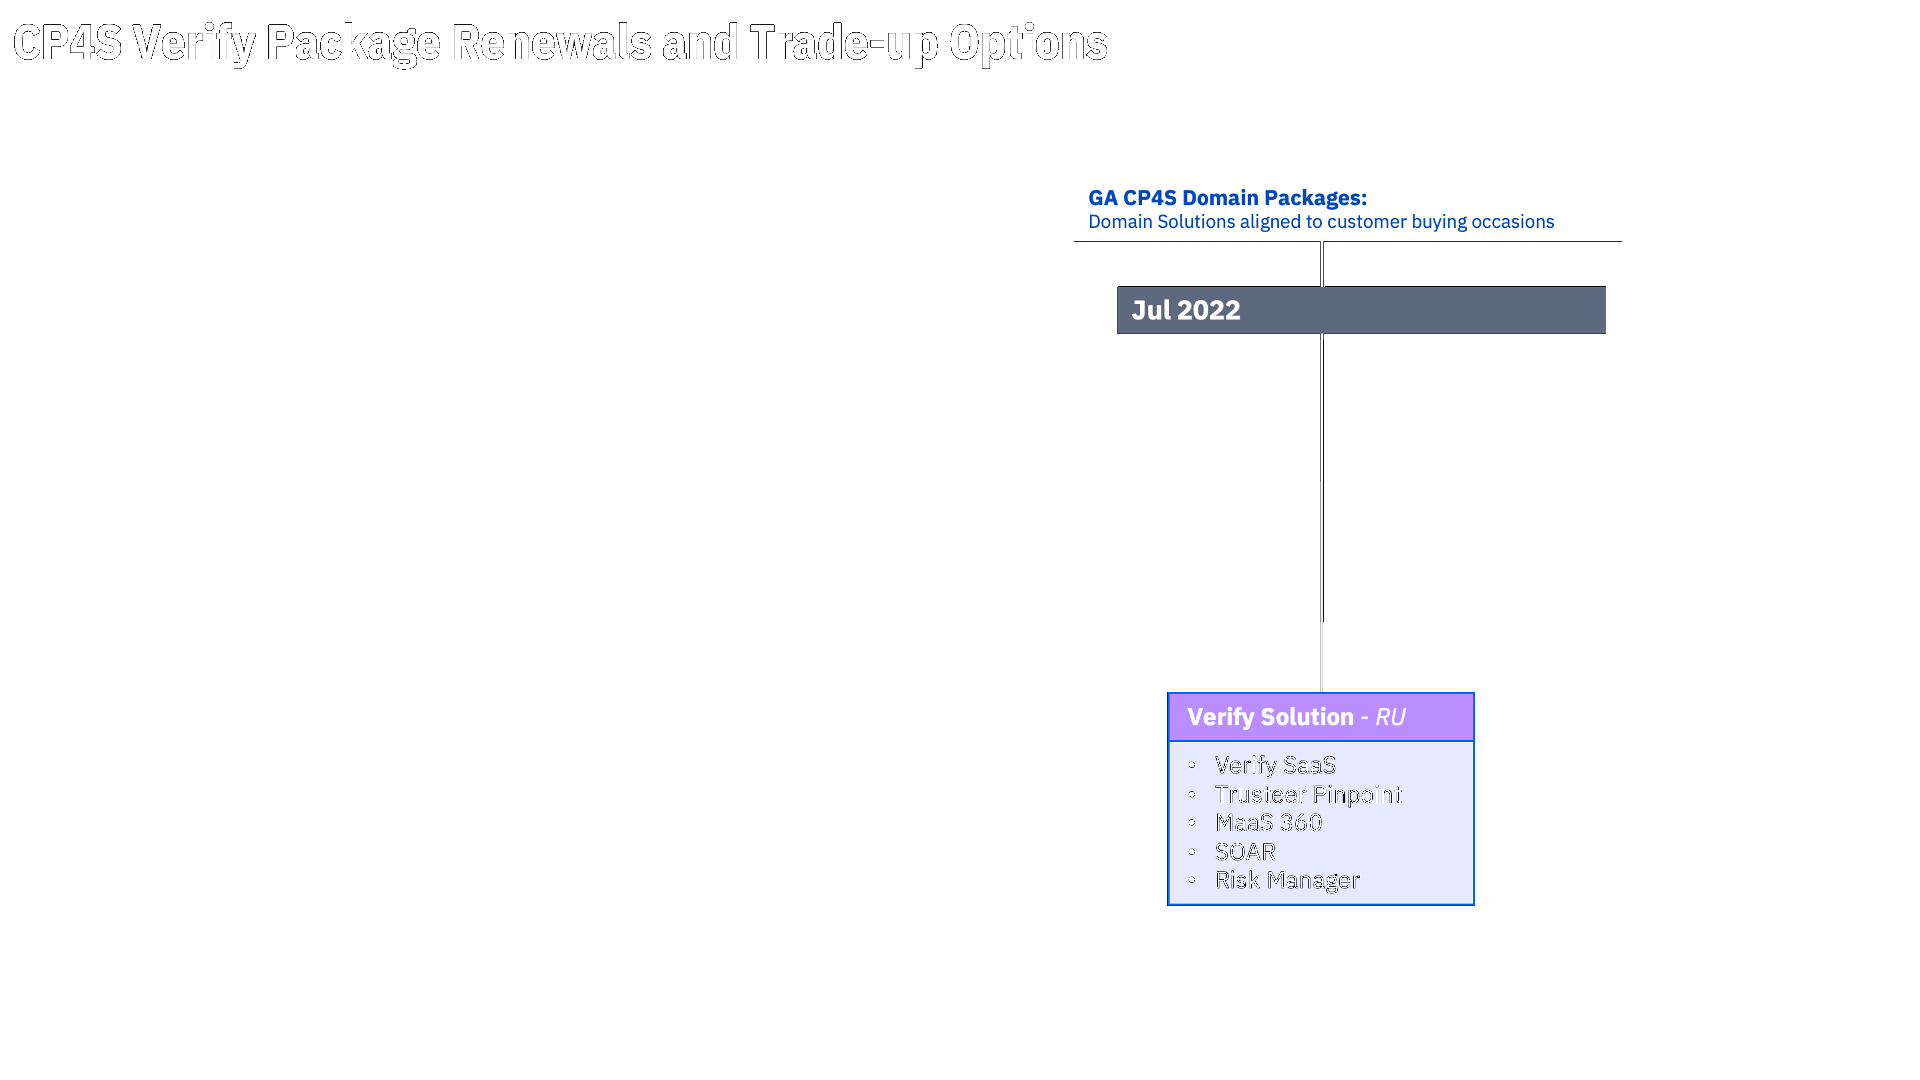 CP4S Verify Package Renewals and Trade-up Options
GA CP4S Domain Packages:
Domain Solutions aligned to customer buying occasions
Jul 2022
Verify Solution - RU
• Verify SaaS
• Trusteer Pinpoint
• MaaS 360
• SOAR
• Risk Manager